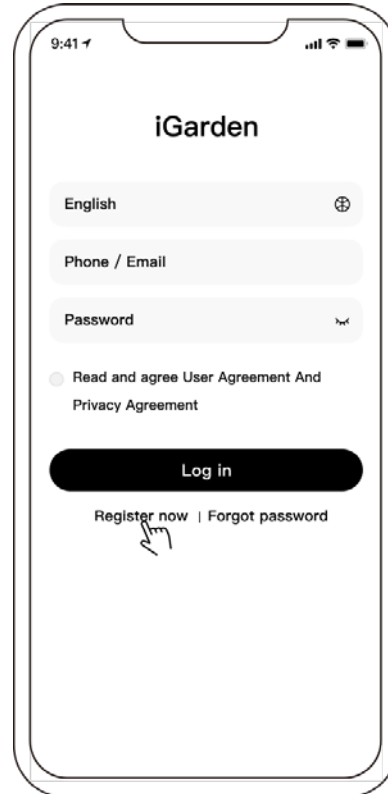 9:41
iGarden
English
Phone / Email
Password
Read and agree User Agreement And
Privacy Agreement
Log in
Register now | Forgot password